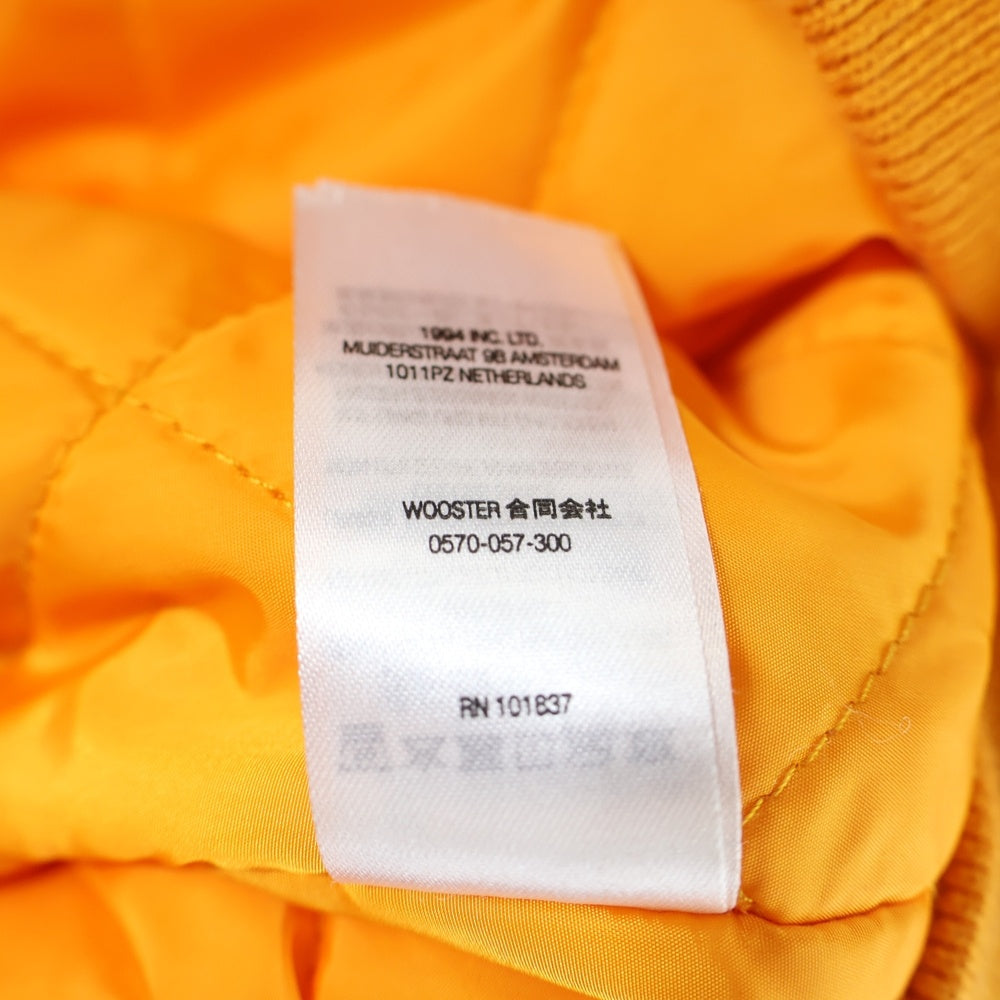 1994 INC. LTD.
MUIDERSTRAAT 9B AMSTERDAM
1011PZ NETHERLANDS
WOOSTER 合同会社
0570-057-300
RN 101837